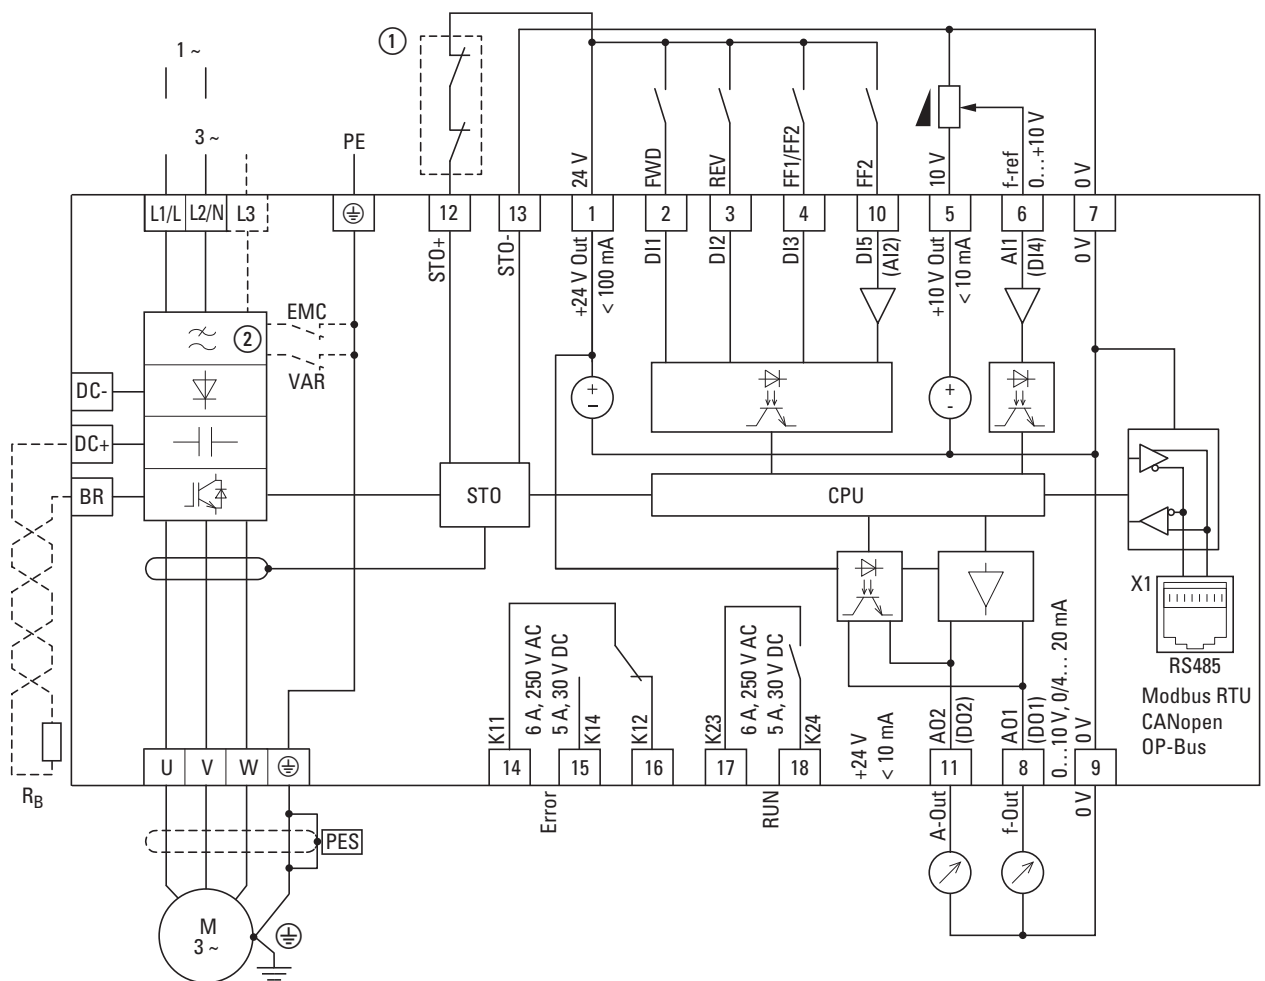 1 ~
3 ~
PE
1
24 V
FWD
REV
FF1/FF2
FF2
10 V
f-ref
0…+10 V
0 V
L1/L
L2/N
L3
12
13
1
2
3
4
10
5
6
7
STO+
STO-
+24 V Out
< 100 mA
DI1
DI2
DI3
DI5
(AI2)
+10 V Out
< 10 mA
AI1
(DI4)
0 V
EMC
2
VAR
DC-
DC+
BR
+
−
+
-
STO
CPU
X1
RS485
Modbus RTU
CANopen
OP-Bus
K11
6 A, 250 V AC
5 A, 30 V DC
K14
K12
K23
6 A, 250 V AC
5 A, 30 V DC
K24
+24 V
< 10 mA
AO2
(DO2)
AO1
(DO1)
0…10 V, 0/4… 20 mA
0 V
U
V
W
14
15
16
17
18
11
8
9
RB
Error
RUN
A-Out
f-Out
0 V
PES
M
3 ~